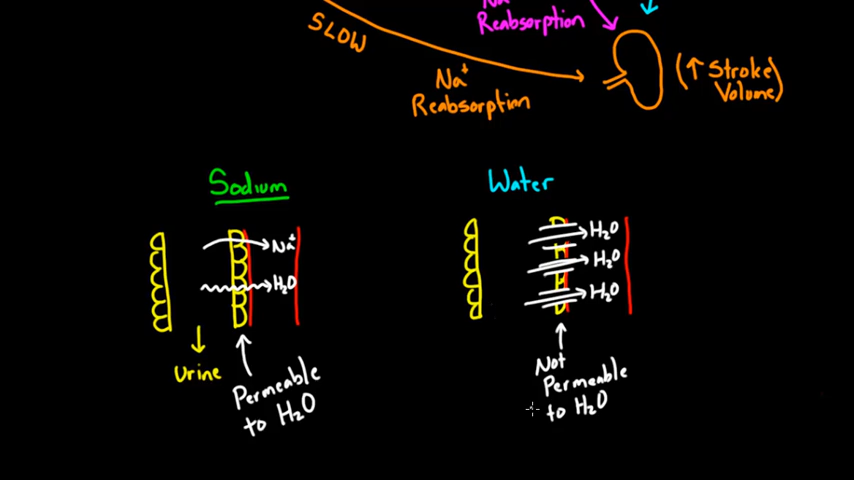 Na
Reabsorption
SLOW
Na+
Reabsorption
(↑ Stroke
Volume)
Sodium
Water
Na+
H2O
H2O
H2O
H2O
Urine
Permeable
to H2O
Not
Permeable
to H2O